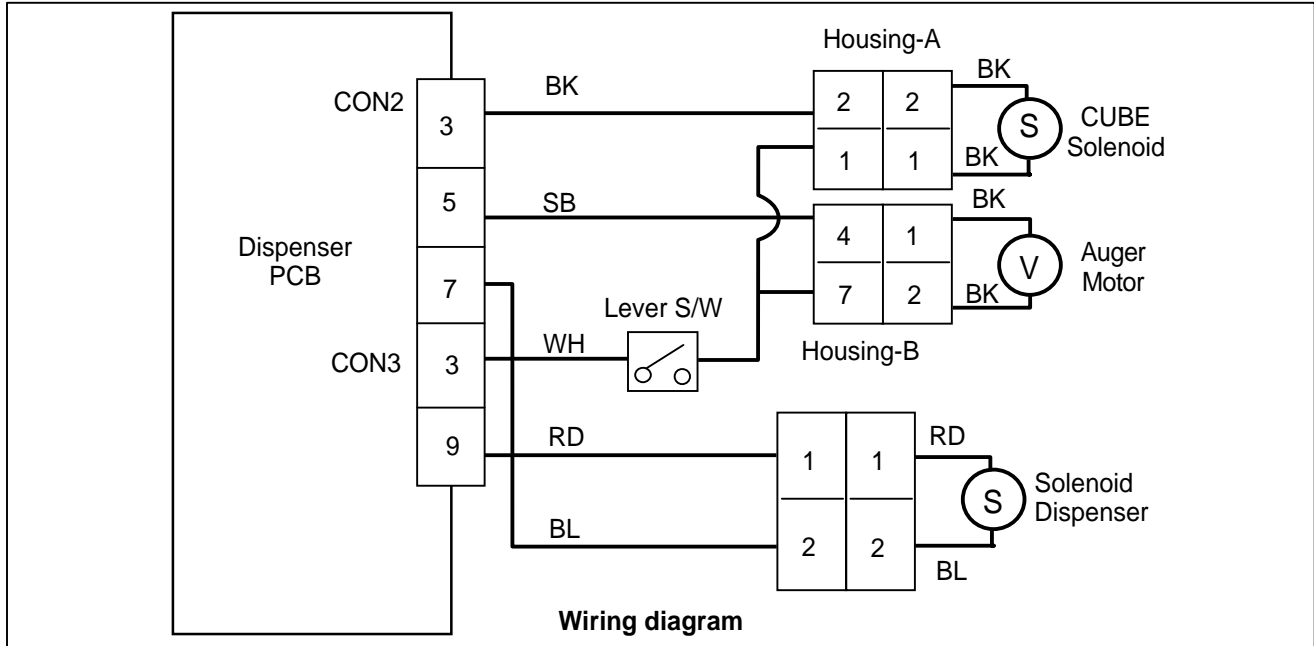 Housing-A
CON2
BK
BK
3
2
2
S
CUBE
Solenoid
1
1
BK
5
SB
BK
Dispenser
PCB
4
1
V
Auger
Motor
7
7
2
BK
Lever S/W
Housing-B
CON3
3
WH
9
RD
RD
1
1
S
Solenoid
Dispenser
BL
2
2
BL
Wiring diagram